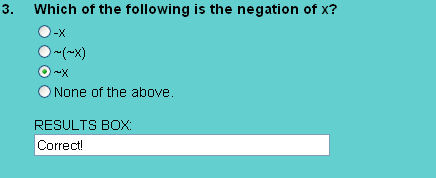 3. Which of the following is the negation of x?
-x
~(~x)
~x
None of the above.
RESULTS BOX:
Correct!